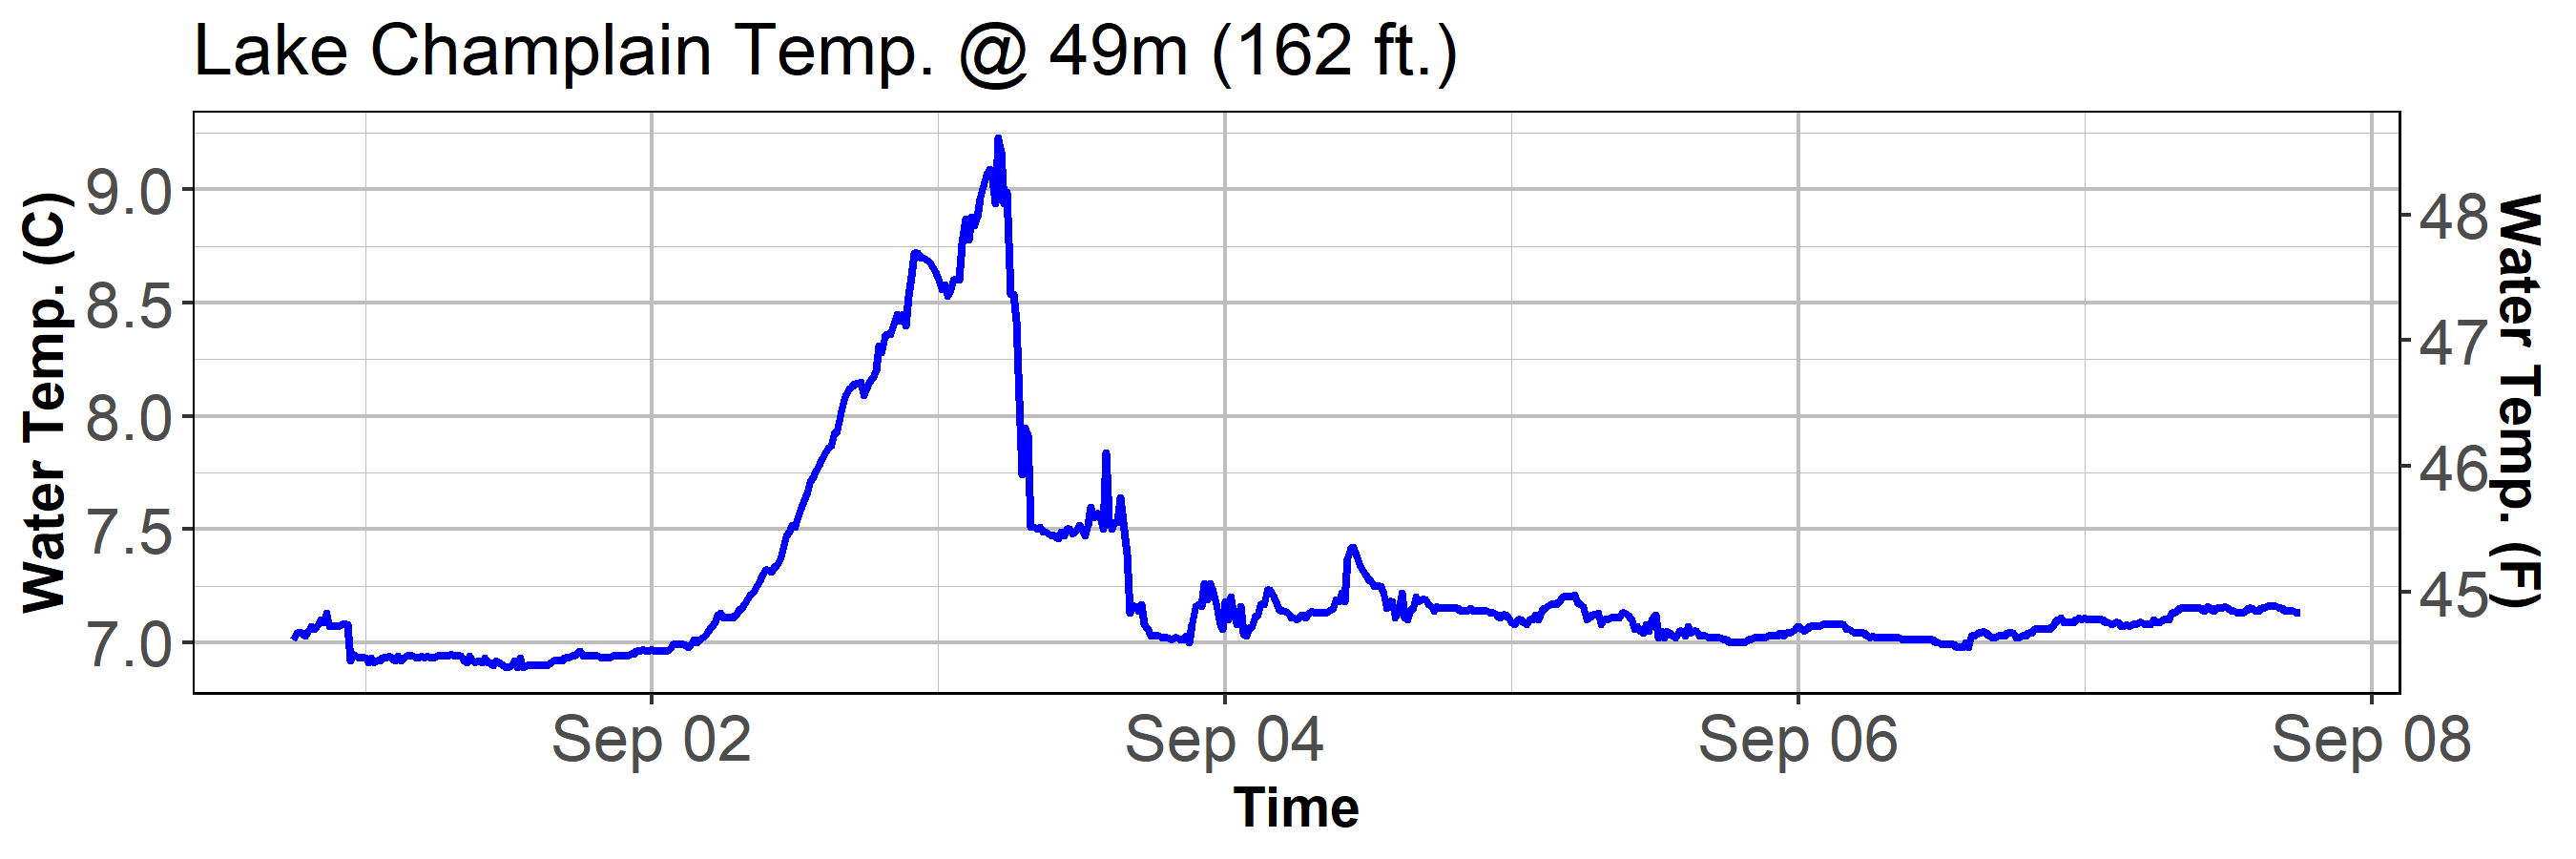 Lake Champlain Temp. @ 49m (162 ft.)
Water Temp. (C)
9.0
8.5
8.0
7.5
7.0
48
47
46
45
Water Temp. (F)
Sep 02 Sep 04 Sep 06 Sep 08
Time